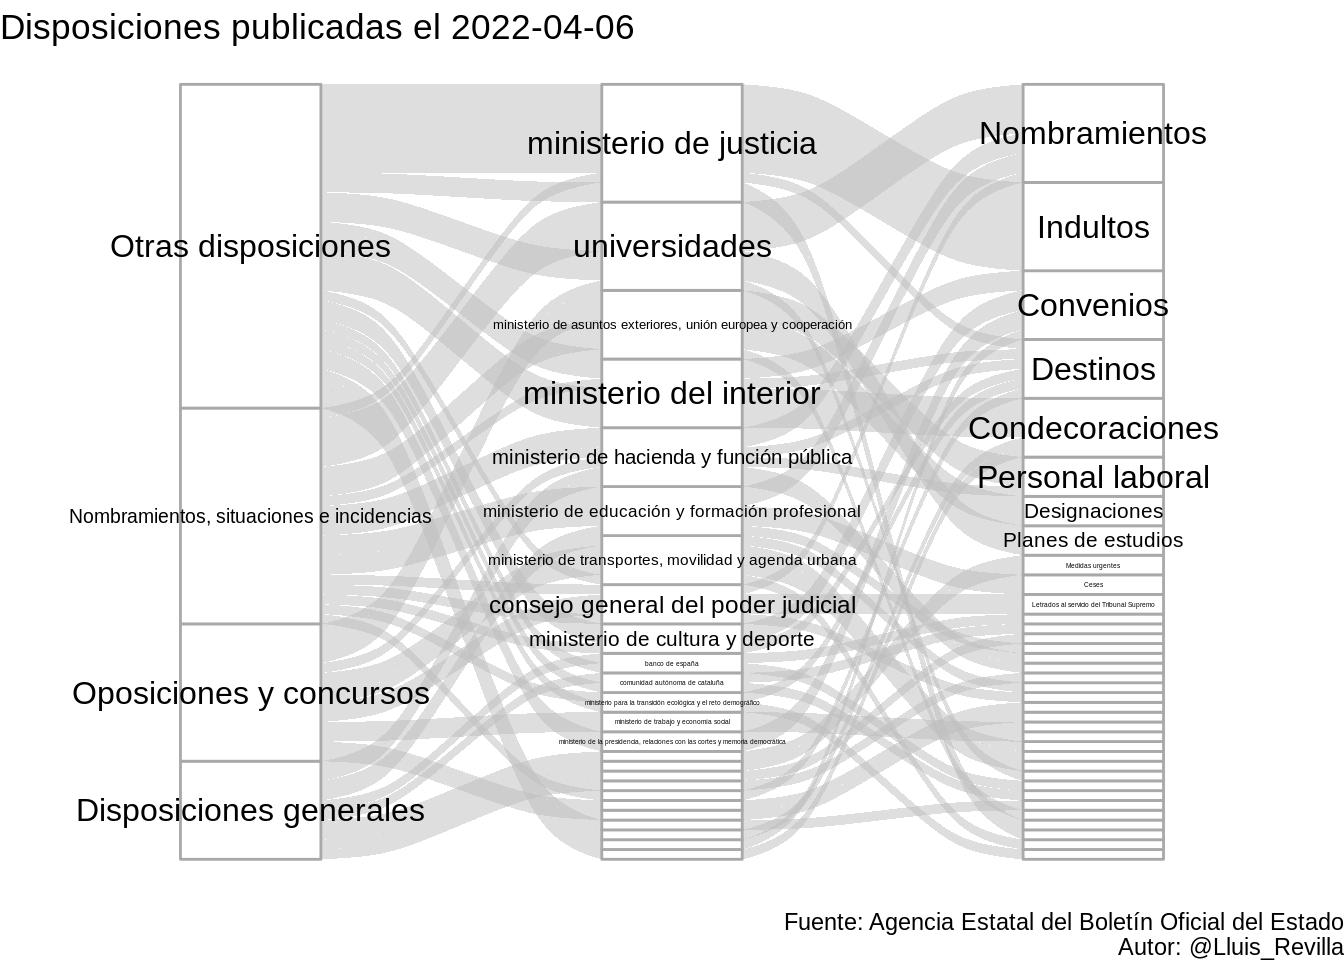 Disposiciones publicadas el 2022-04-06
Otras disposiciones
Nombramientos, situaciones e incidencias
Oposiciones y concursos
Disposiciones generales
ministerio de justicia
universidades
ministerio de asuntos exteriores, unión europea y cooperación
ministerio del interior
ministerio de hacienda y función pública
ministerio de educación y formación profesional
ministerio de transportes, movilidad y agenda urbana
consejo general del poder judicial
ministerio de cultura y deporte
banco de españa
comunidad autónoma de cataluña
ministerio para la transición ecológica y el reto demográfico
ministerio de trabajo y economía social
ministerio de la presidencia, relaciones con las cortes y memoria democrática
Nombramientos
Indultos
Convenios
Destinos
Condecoraciones
Personal laboral
Designaciones
Planes de estudios
Medidas urgentes
Ceses
Letrados al servicio del Tribunal Supremo
Fuente: Agencia Estatal del Boletín Oficial del Estado
Autor: @Lluis_Revilla